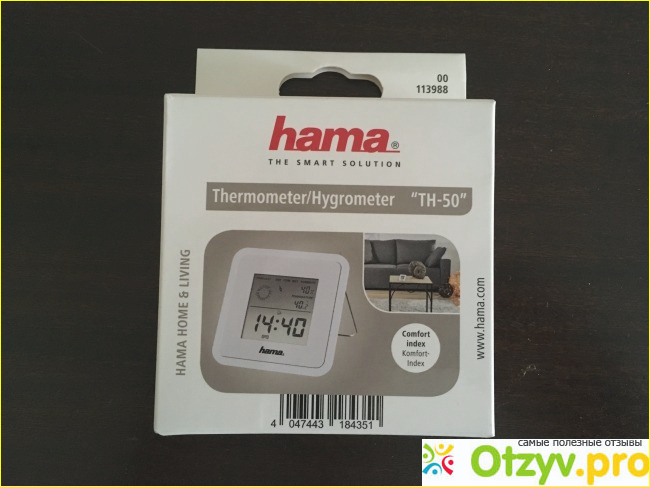 00
113988
hama®
THE SMART SOLUTION
Thermometer/Hygrometer "TH-50"
HAMA HOME & LIVING
14:40
hama.
Comfort
index
Komfort-
Index
www.hama.com
4 047443 184351
самые полезные отзывы
Otzyv.pro